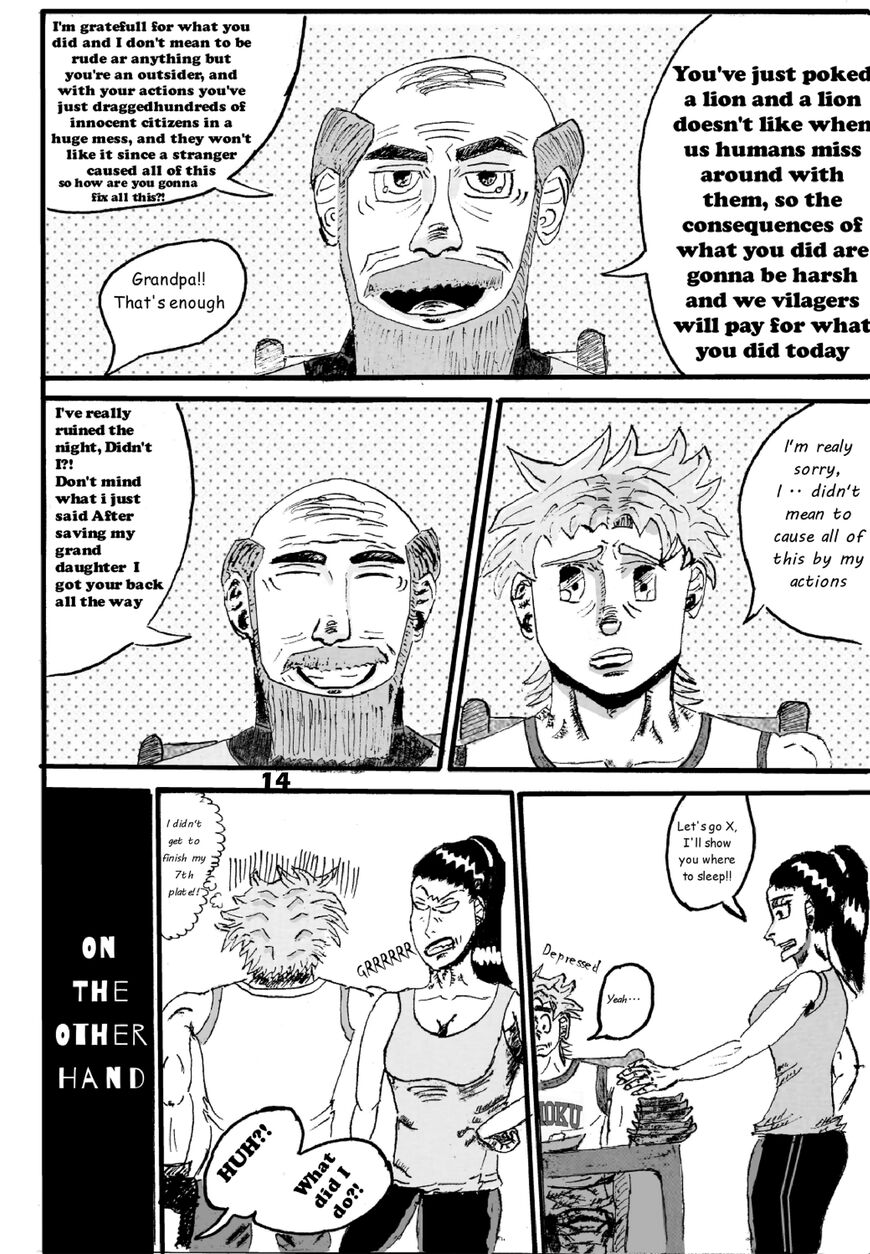 I'm gratefull for what you
did and I don't mean to be
rude ar anything but
you're an outsider, and
with your actions you've
just draggedhundreds of
innocent citizens in a
huge mess, and they won't
like it since a stranger
caused all of this
so how are you gonna
fix all this?!
You've just poked
a lion and a lion
doesn't like when
us humans miss
around with
them, so the
consequences of
what you did are
gonna be harsh
and we vilagers
will pay for what
you did today
Grandpa!!
That's enough
I've really
ruined the
night, Didn't
I?!
Don't mind
what i just
said After
saving my
grand
daughter I
got your back
all the way
I'm realy
sorry,
I ·· didn't
mean to
cause all of
this by my
actions
14
ON
THE
OTHER
HAND
I didn't
get to
finish my
7th
plate!!
GRRRRRR
HUH?!
What
did I
do?!
Let's go X,
I'll show
you where
to sleep!!
Depressed
Yeah···
OKU